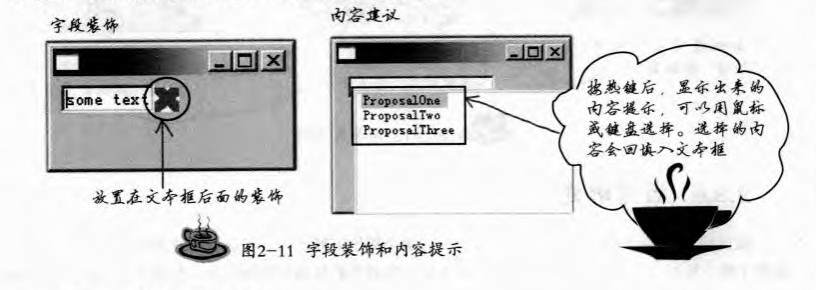 字段装饰
内容建议
some text
ProposalOne
ProposalTwo
ProposalThree
按热键后，显示出来的
内容提示，可以用鼠标
或键盘选择。选择的内
容会回填入文本框
放置在文本框后面的装饰
图2-11 字段装饰和内容提示